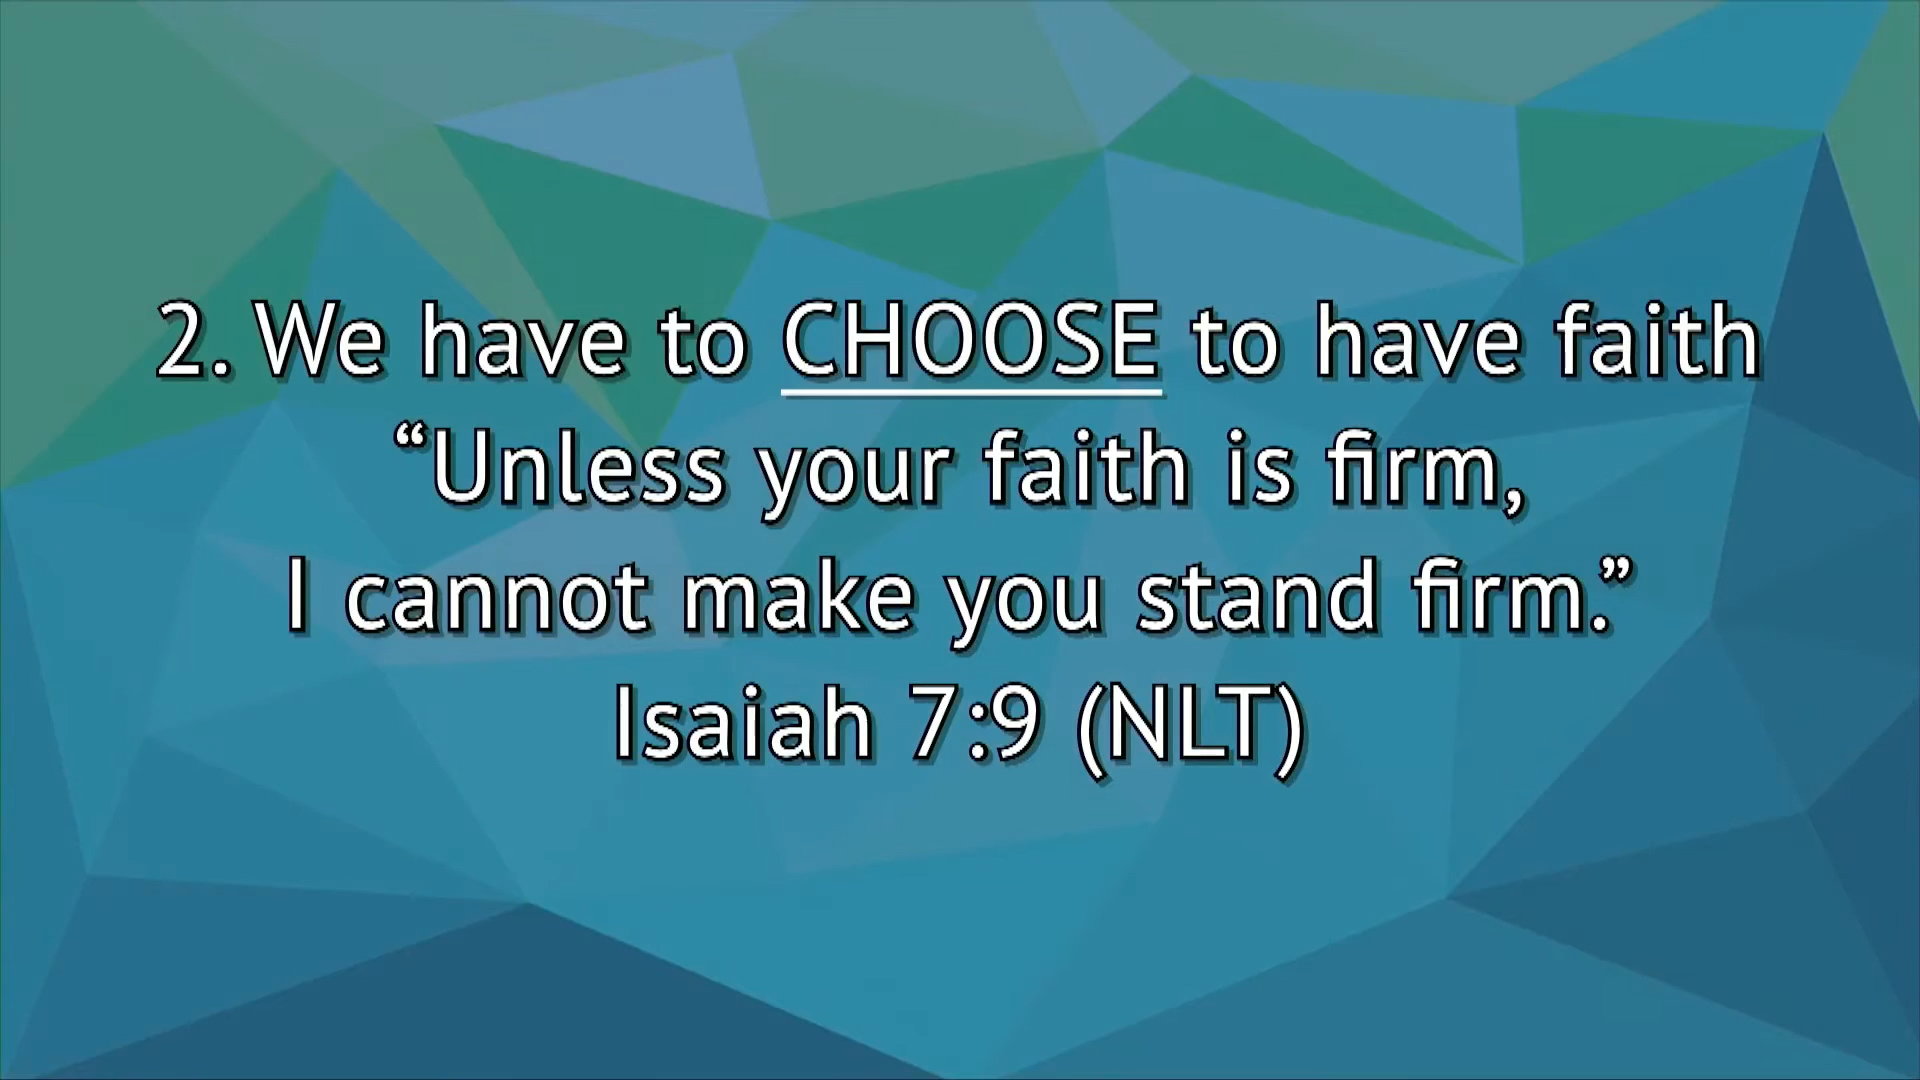 2. We have to CHOOSE to have faith
“Unless your faith is firm,
I cannot make you stand firm.”
Isaiah 7:9 (NLT)